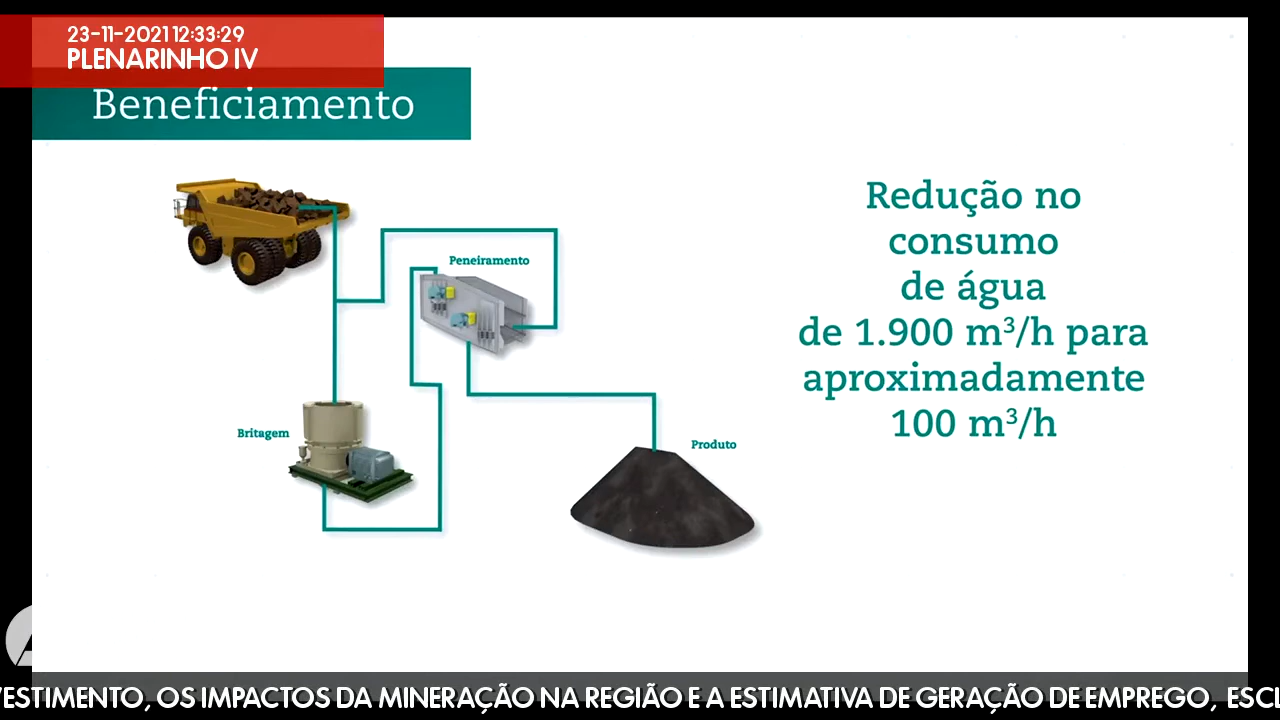 23-11-2021 12:33:29
PLENARINHO IV
Beneficiamento
Redução no
consumo
de água
de 1.900 m³/h para
aproximadamente
100 m³/h
Peneiramento
Britagem
Produto
OS IMPACTOS DA MINERAÇÃO NA REGIÃO E A ESTIMATIVA DE GERAÇÃO DE EMPREGO,